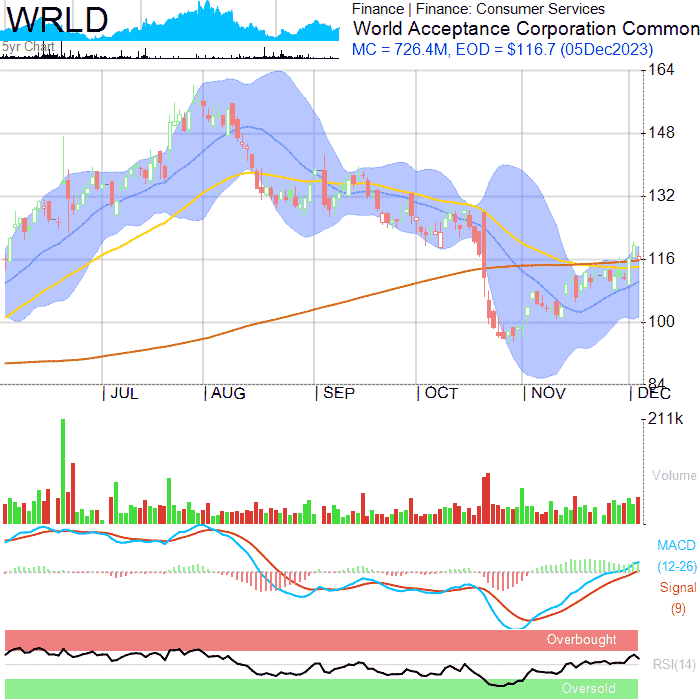 WRLD
5yr Chart
Finance | Finance: Consumer Services
World Acceptance Corporation Common
MC = 726.4M, EOD = $116.7 (05Dec2023)
164
148
132
116
100
84
JUL AUG SEP OCT NOV DEC
211k
Volume
MACD
(12-26)
Signal
(9)
Overbought
RSI(14)
Oversold